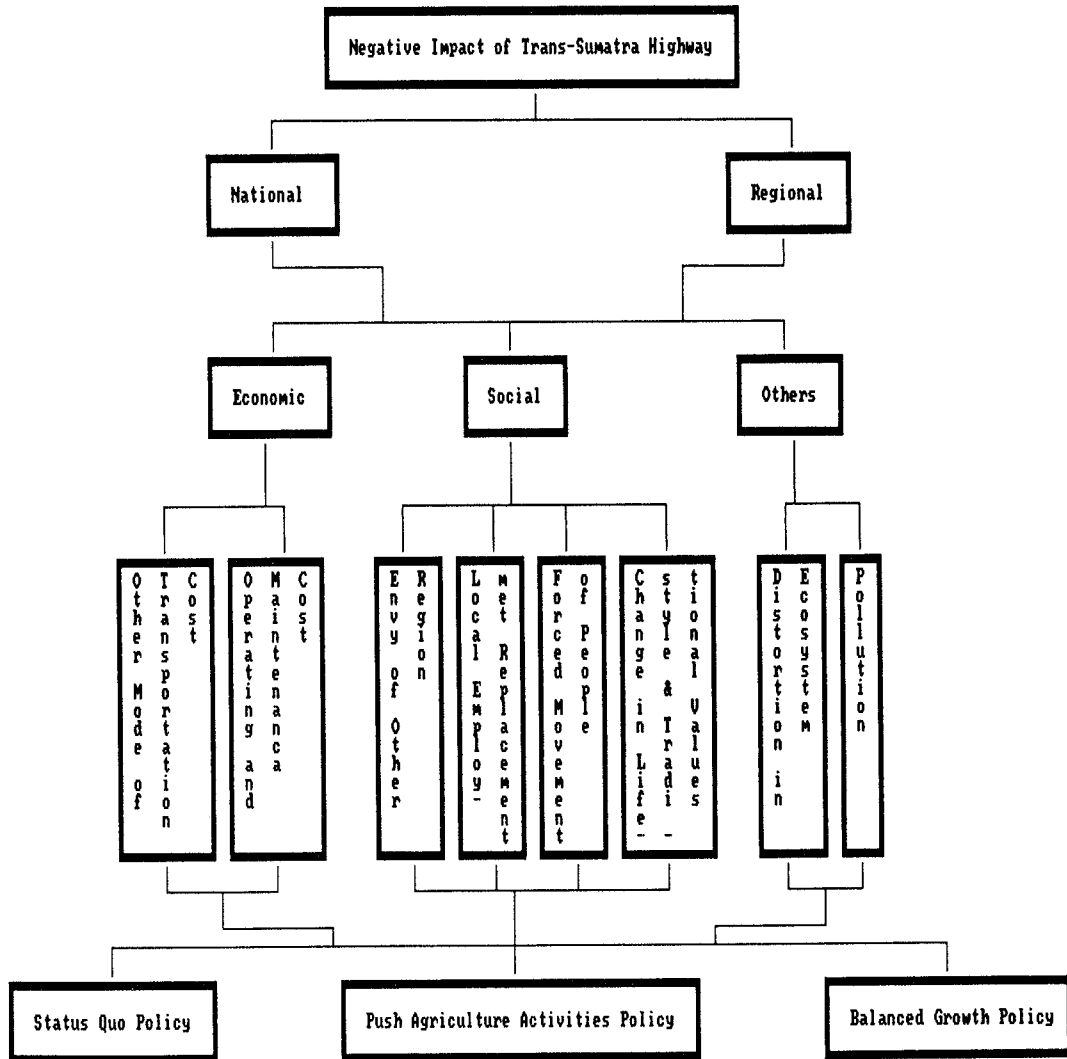 Negative Impact of Trans-Sumatra Highway
National
Regional
Economic
Social
Others
Other Mode of
Transportation
Cost
Operating and
Maintenanca
Cost
Envy of Other
Region
Local Employ-
met Replacement
Forced Movement
of People
Change in Life-
style & Tradi-
tional Values
Distortion in
Ecosystem
Pollution
Status Quo Policy
Push Agriculture Activities Policy
Balanced Growth Policy